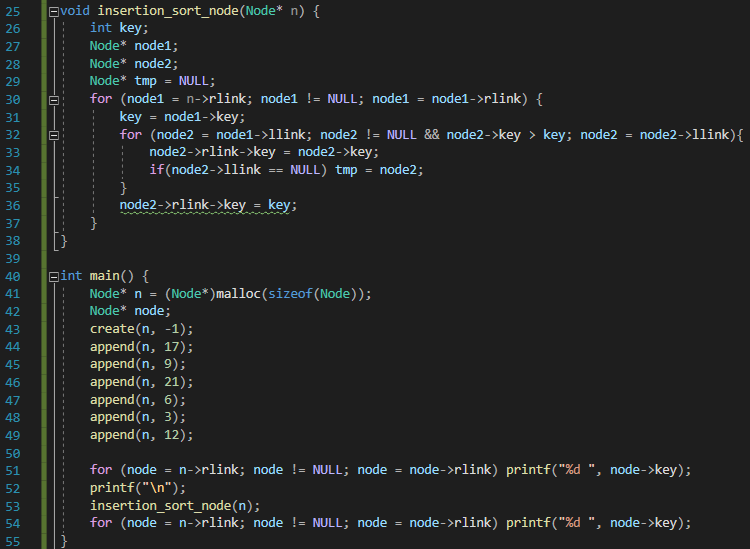 25 void insertion_sort_node(Node* n) {
26 int key;
27 Node* node1;
28 Node* node2;
29 Node* tmp = NULL;
30 for (node1 = n->rlink; node1 != NULL; node1 = node1->rlink) {
31 key = node1->key;
32 for (node2 = node1->llink; node2 != NULL && node2->key > key; node2 = node2->llink){
33 node2->rlink->key = node2->key;
34 if(node2->llink == NULL) tmp = node2;
35 }
36 node2->rlink->key = key;
37 }
38 }
39
40 int main() {
41 Node* n = (Node*)malloc(sizeof(Node));
42 Node* node;
43 create(n, -1);
44 append(n, 17);
45 append(n, 9);
46 append(n, 21);
47 append(n, 6);
48 append(n, 3);
49 append(n, 12);
50
51 for (node = n->rlink; node != NULL; node = node->rlink) printf("%d ", node->key);
52 printf("\n");
53 insertion_sort_node(n);
54 for (node = n->rlink; node != NULL; node = node->rlink) printf("%d ", node->key);
55 }